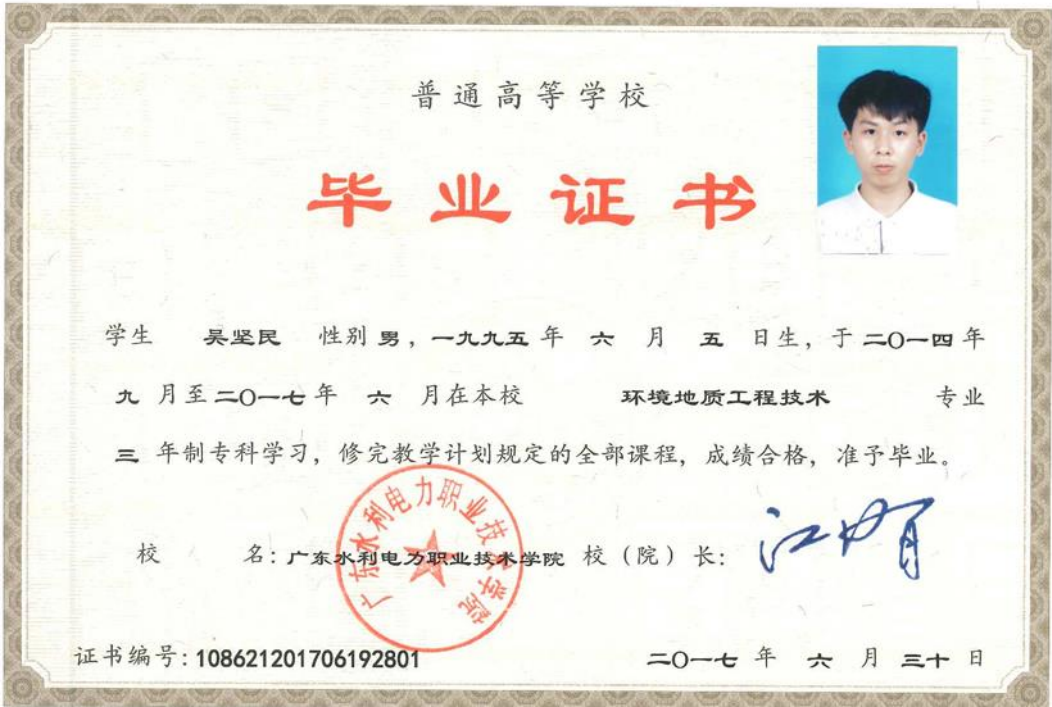 普通高等学校
毕业证书
学生 吴坚民 性别 男，一九九五 年 六 月 五 日生，于 二〇一四 年
九 月至 二〇一七 年 六 月在本校 环境地质工程技术 专业
三 年制专科学习，修完教学计划规定的全部课程，成绩合格，准予毕业。
广东水利电力职业技术学院
校 名：广东水利电力职业技术学院 校（院）长：
证书编号：108621201706192801 二〇一七 年 六 月 三十 日